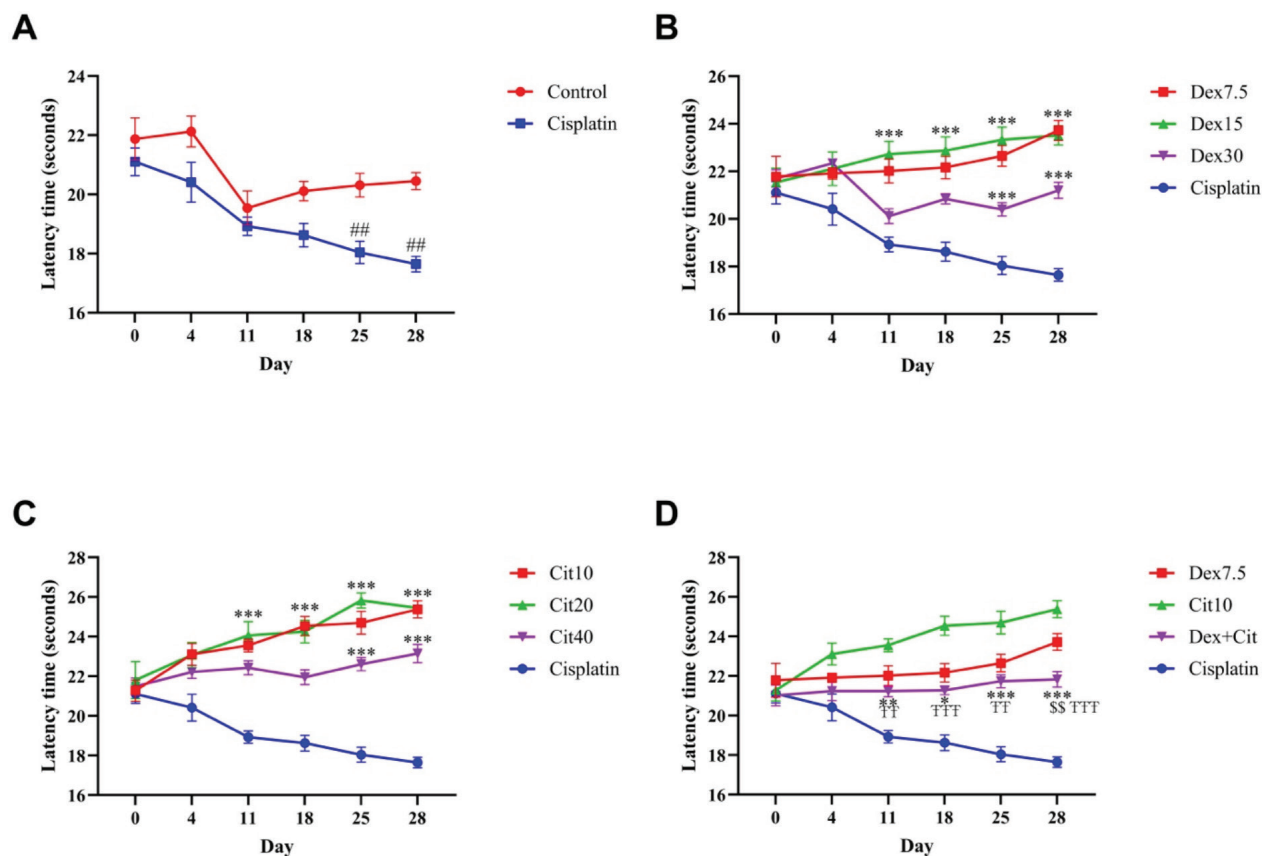 A
Latency time (seconds)
24
22
20
18
16
##
##
0 4 11 18 25 28
Day
Control
Cisplatin
B
Latency time (seconds)
26
24
22
20
18
16
*** *** *** ***
*** ***
0 4 11 18 25 28
Day
Dex7.5
Dex15
Dex30
Cisplatin
C
Latency time (seconds)
28
26
24
22
20
18
16
*** *** *** ***
*** ***
0 4 11 18 25 28
Day
Cit10
Cit20
Cit40
Cisplatin
D
Latency time (seconds)
28
26
24
22
20
18
16
** * *** ***
ŦŦ ŦŦŦ ŦŦ $$ ŦŦŦ
0 4 11 18 25 28
Day
Dex7.5
Cit10
Dex+Cit
Cisplatin